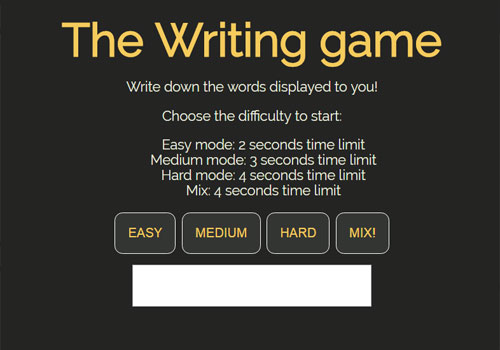 The Writing game
Write down the words displayed to you!
Choose the difficulty to start:
Easy mode: 2 seconds time limit
Medium mode: 3 seconds time limit
Hard mode: 4 seconds time limit
Mix: 4 seconds time limit
EASY MEDIUM HARD MIX!